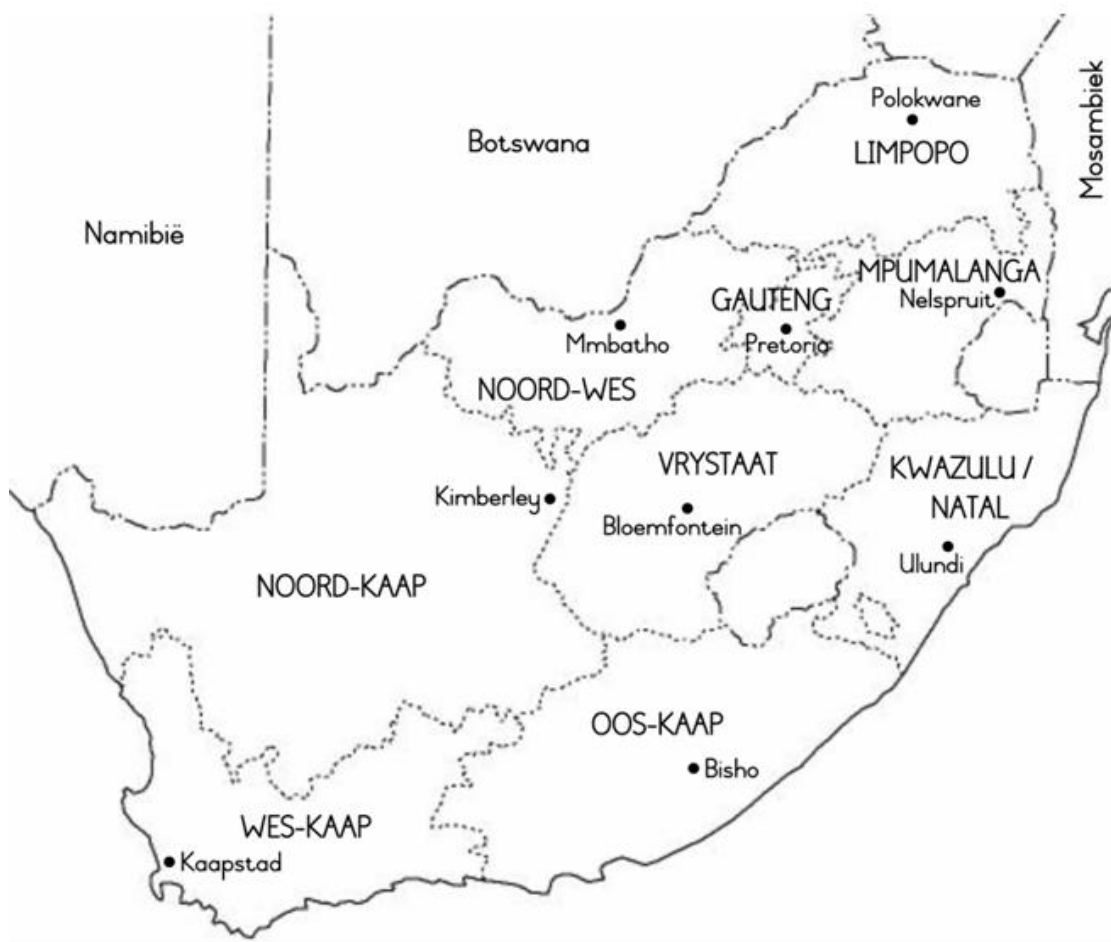 Mosambiek
Polokwane
LIMPOPO
Botswana
Namibië
MPUMALANGA
Nelspruit
GAUTENG
Pretoria
Mmbatho
NOORD-WES
VRYSTAAT
KWAZULU /
NATAL
Kimberley
Bloemfontein
Ulundi
NOORD-KAAP
OOS-KAAP
Bisho
WES-KAAP
Kaapstad